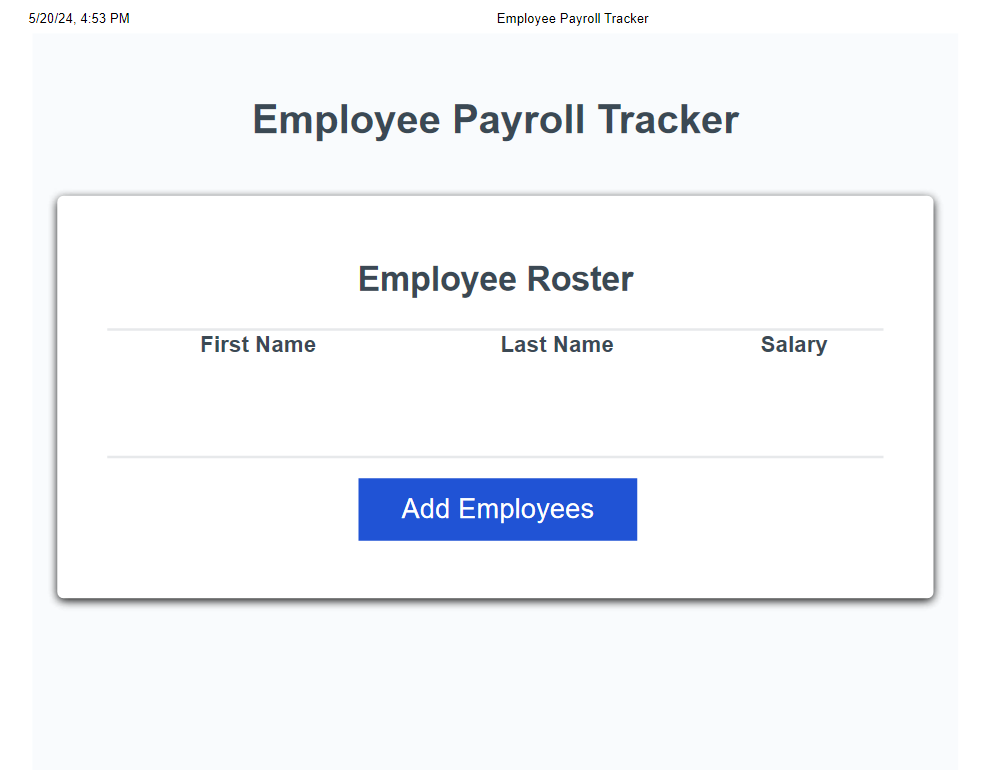 5/20/24, 4:53 PM Employee Payroll Tracker
Employee Payroll Tracker
Employee Roster
First Name Last Name Salary
Add Employees